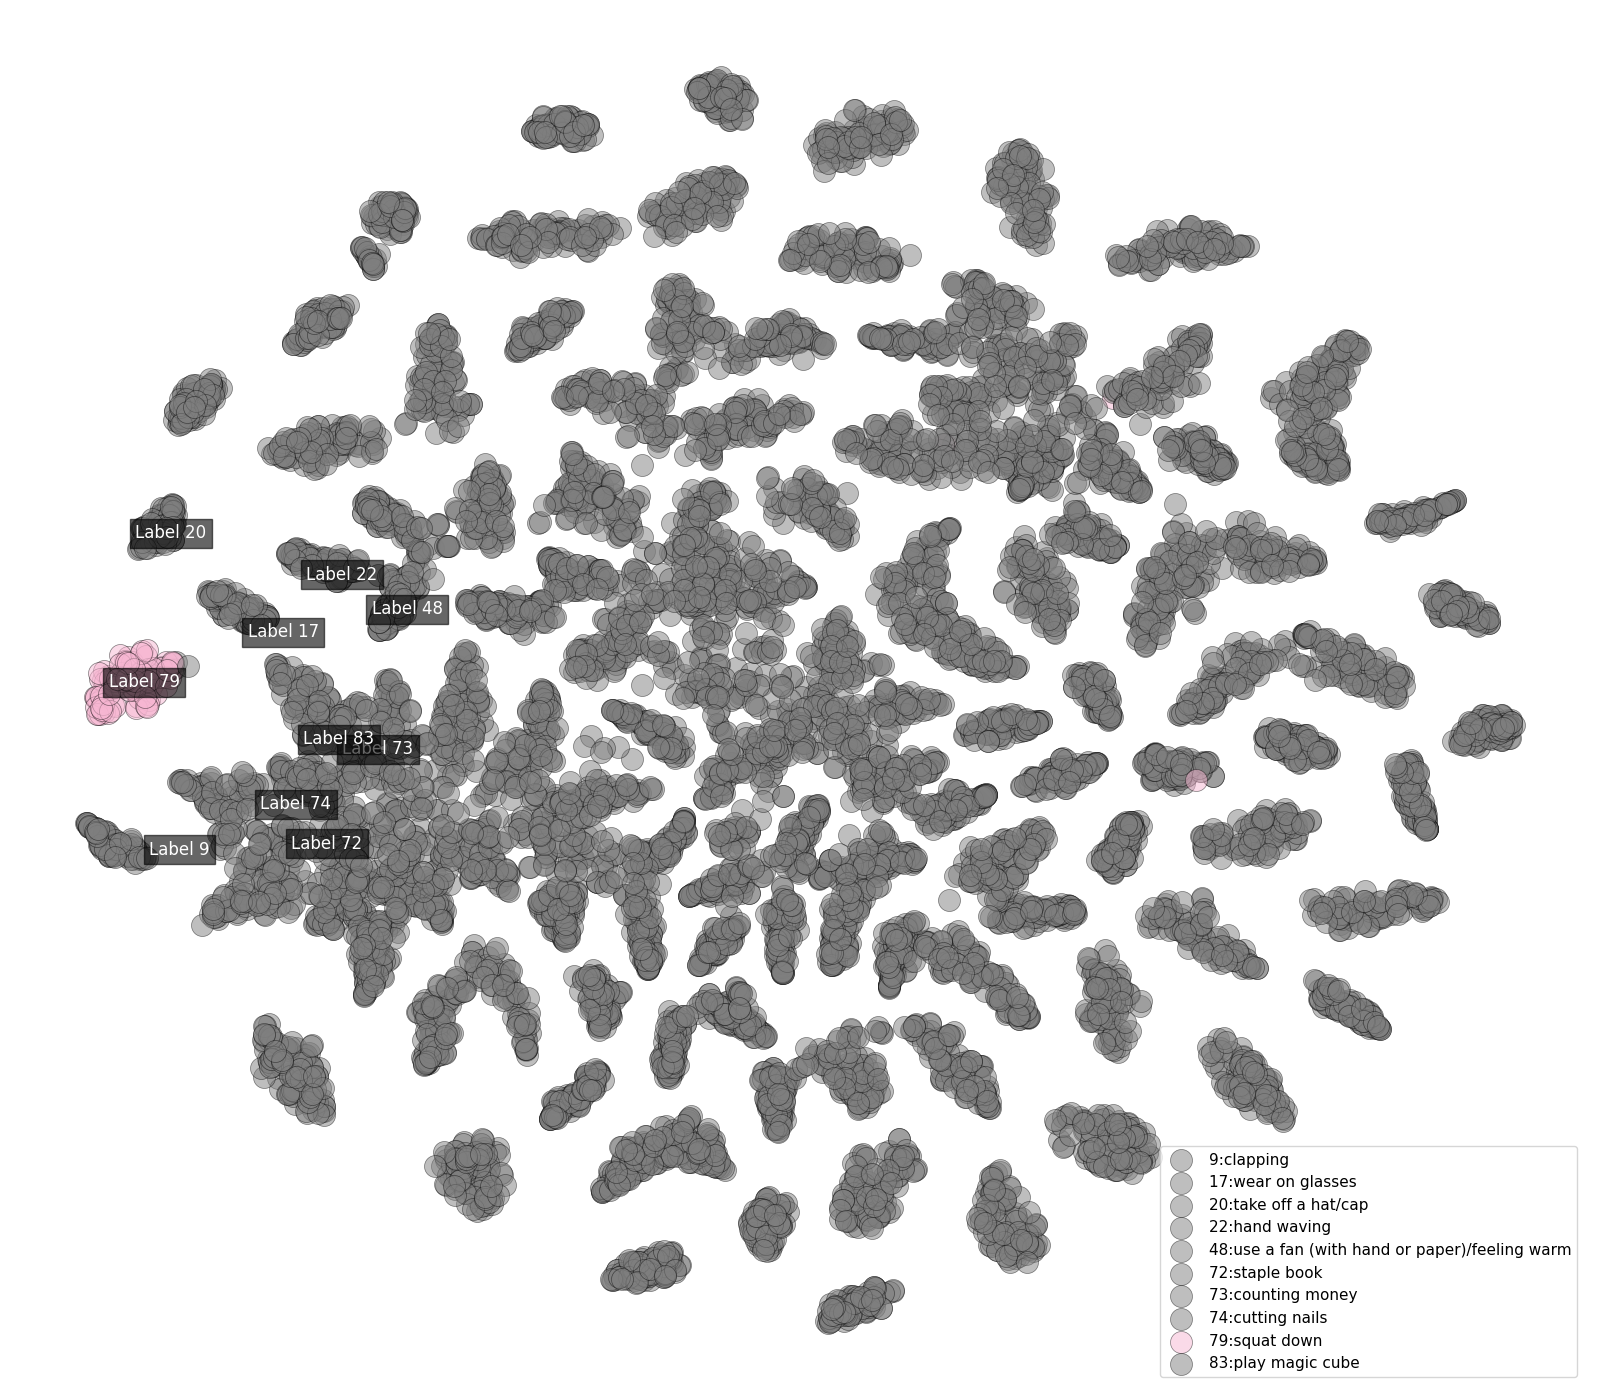 Label 20
Label 22
Label 48
Label 17
Label 79
Label 83
Label 73
Label 74
Label 72
Label 9
9:clapping
17:wear on glasses
20:take off a hat/cap
22:hand waving
48:use a fan (with hand or paper)/feeling warm
72:staple book
73:counting money
74:cutting nails
79:squat down
83:play magic cube